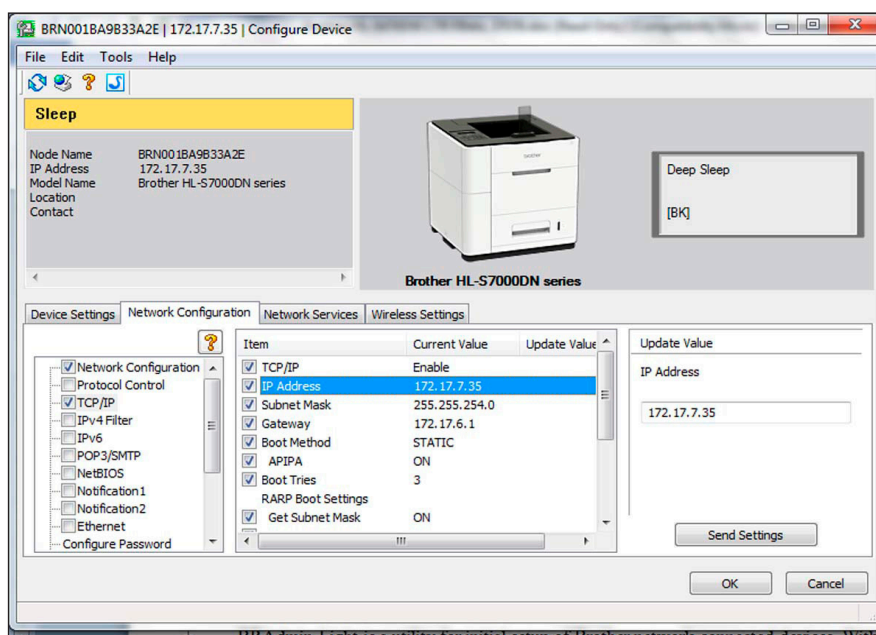 BRN001BA9B33A2E | 172.17.7.35 | Configure Device
File Edit Tools Help
Sleep
Node Name BRN001BA9B33A2E
IP Address 172.17.7.35
Model Name Brother HL-S7000DN series
Location
Contact
brother
Brother HL-S7000DN series
Deep Sleep
[BK]
Device Settings Network Configuration Network Services Wireless Settings
Network Configuration
Protocol Control
TCP/IP
IPv4 Filter
IPv6
POP3/SMTP
NetBIOS
Notification1
Notification2
Ethernet
Configure Password
Item Current Value Update Value
TCP/IP Enable
IP Address 172.17.7.35
Subnet Mask 255.255.254.0
Gateway 172.17.6.1
Boot Method STATIC
APIPA ON
Boot Tries 3
RARP Boot Settings
Get Subnet Mask ON
Update Value
IP Address
172.17.7.35
Send Settings
OK Cancel